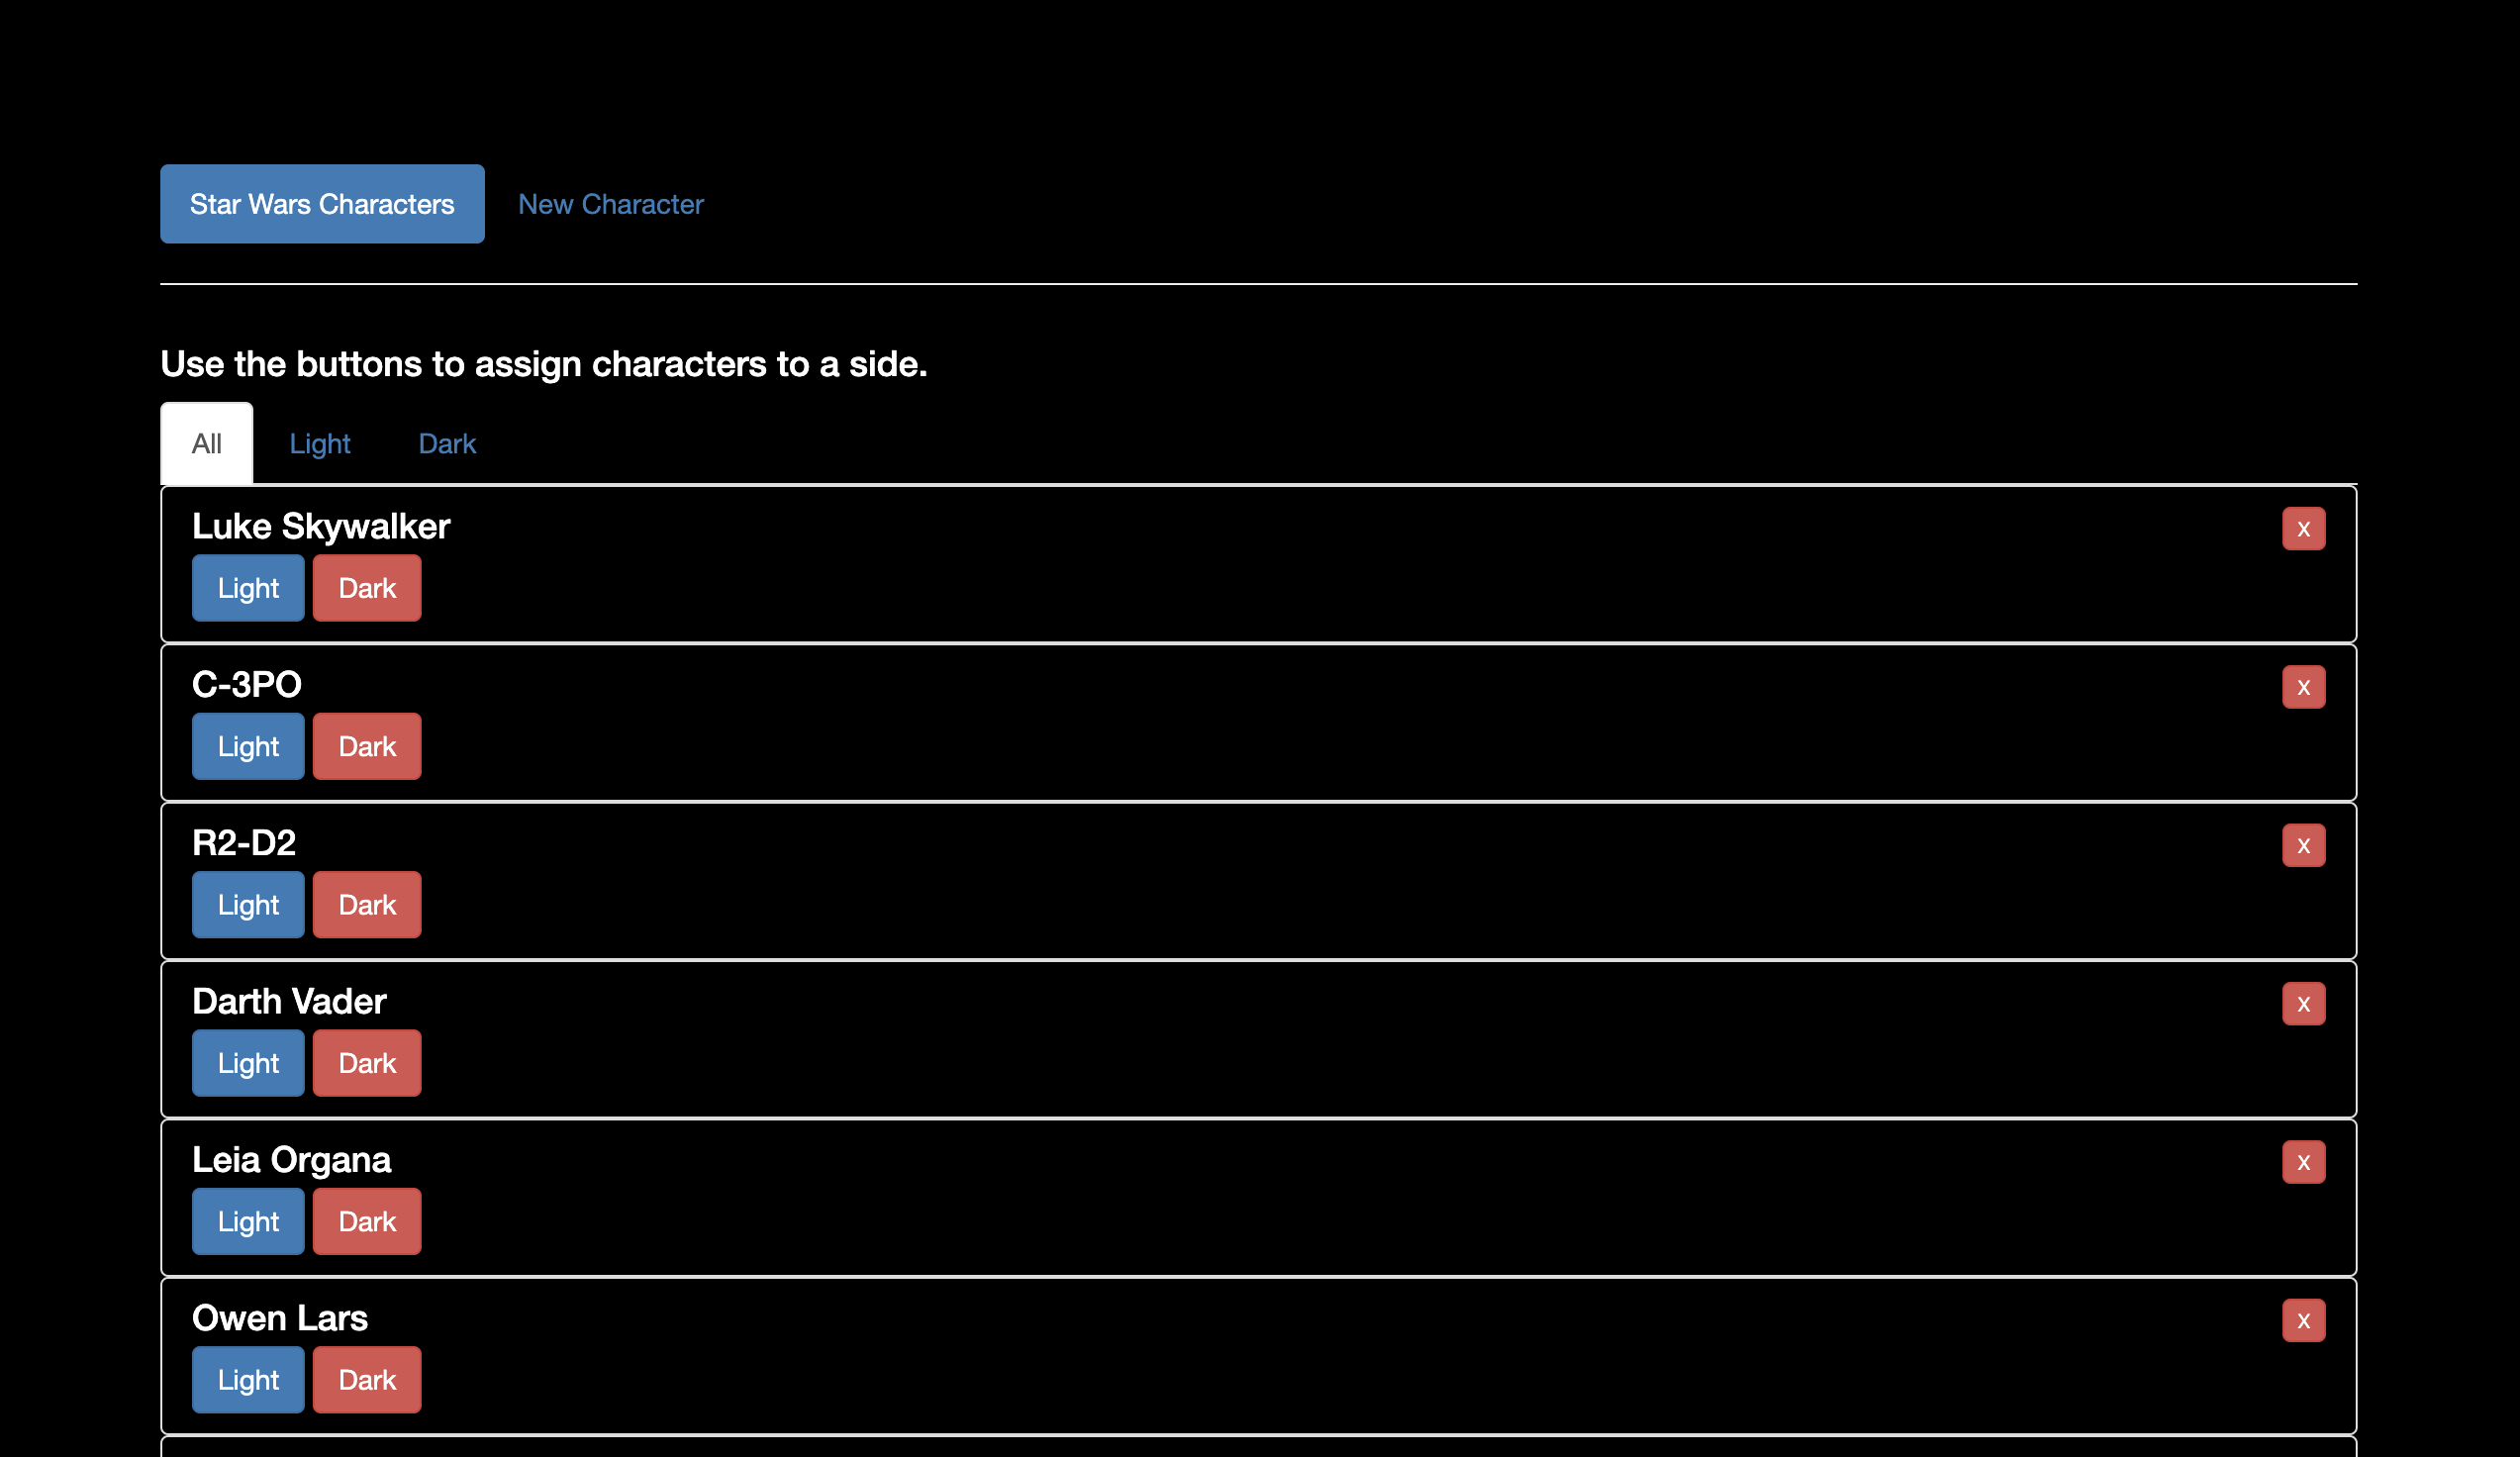 Star Wars Characters New Character
Use the buttons to assign characters to a side.
All Light Dark
Luke Skywalker x
Light Dark
C-3PO x
Light Dark
R2-D2 x
Light Dark
Darth Vader x
Light Dark
Leia Organa x
Light Dark
Owen Lars x
Light Dark